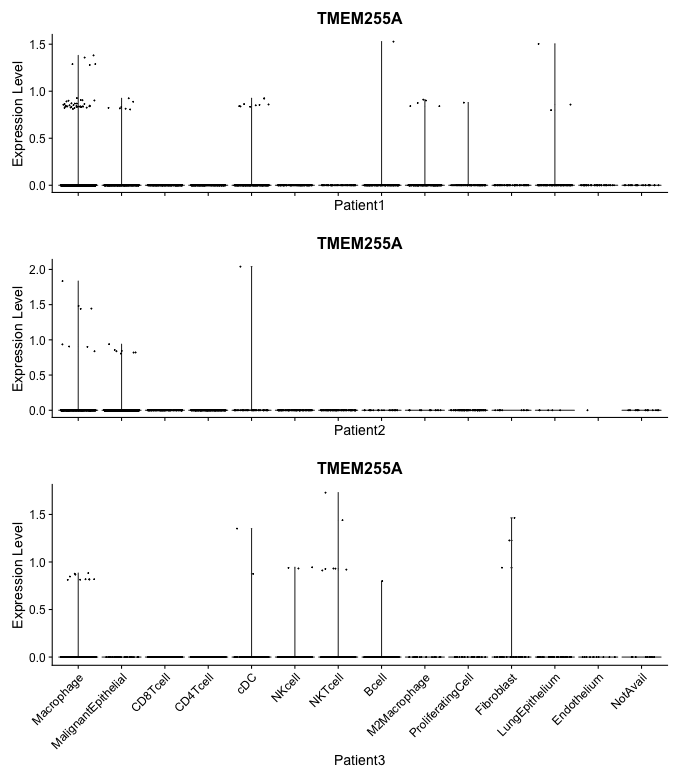 TMEM255A
Expression Level
1.5
1.0
0.5
0.0
Patient1
TMEM255A
Expression Level
2.0
1.5
1.0
0.5
0.0
Patient2
TMEM255A
Expression Level
1.5
1.0
0.5
0.0
Macrophage
MalignantEpithelial
CD8Tcell
CD4Tcell
cDC
NKcell
NKTcell
Bcell
M2Macrophage
ProliferatingCell
Fibroblast
LungEpithelium
Endothelium
NotAvail
Patient3